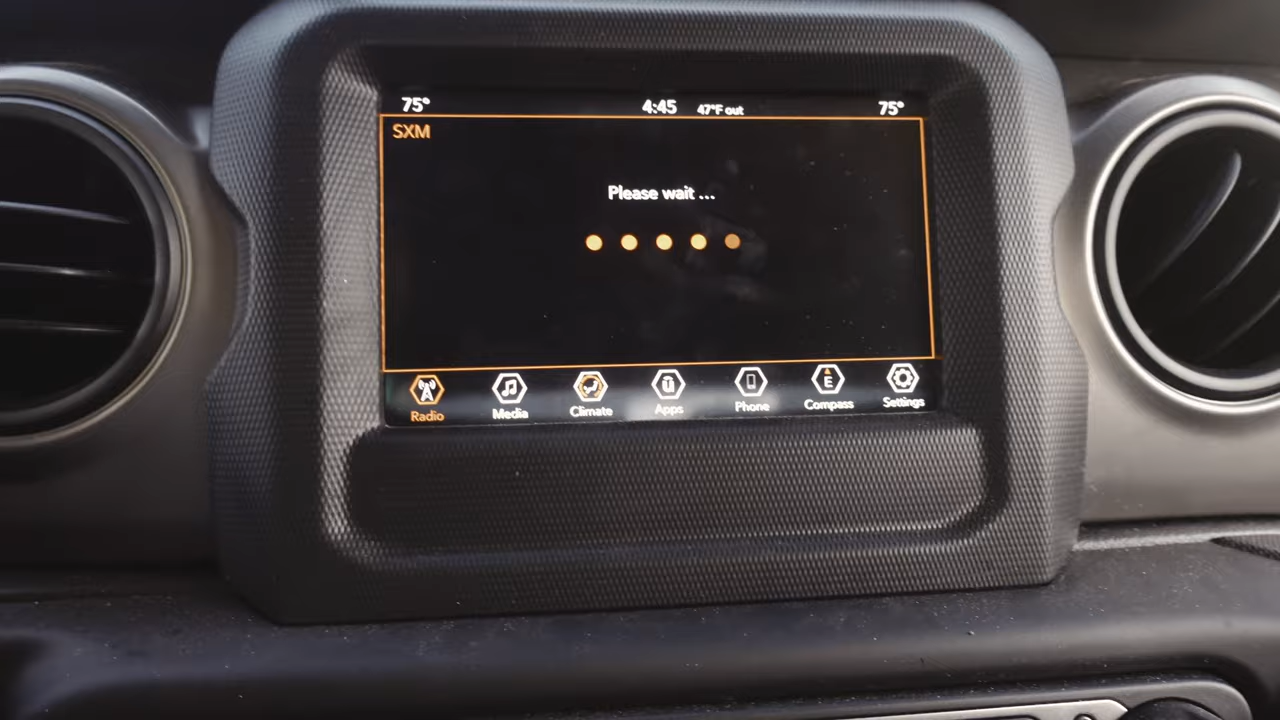 75° 4:45 47°F out 75°
SXM
Please wait ...
Radio Media Climate Apps Phone Compass Settings
E